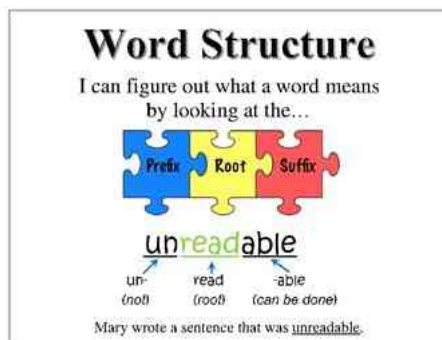 Word Structure
I can figure out what a word means
by looking at the...
Prefix Root Suffix
unreadable
un- read -able
(not) (root) (can be done)
Mary wrote a sentence that was unreadable.